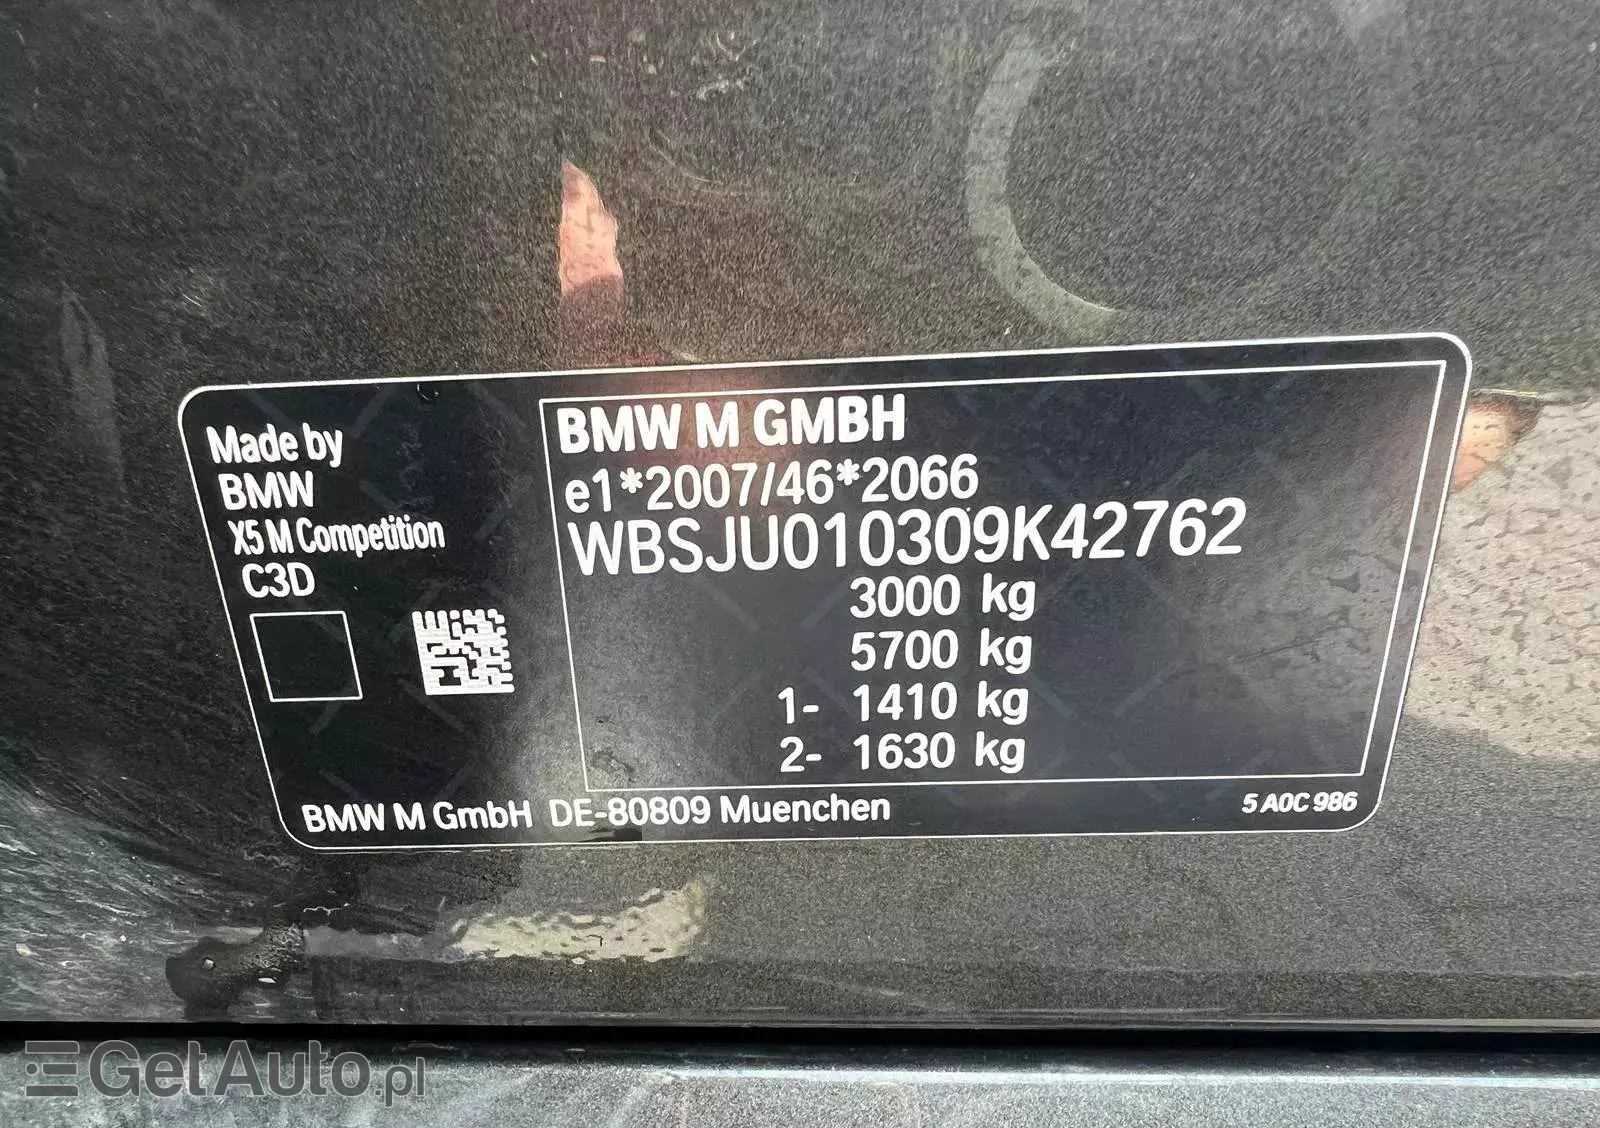 Made by
BMW
X5 M Competition
C3D
BMW M GMBH
e1*2007/46*2066
WBSJU010309K42762
3000 kg
5700 kg
1- 1410 kg
2- 1630 kg
BMW M GmbH DE-80809 Muenchen
5 A0C 986
GetAuto.pl